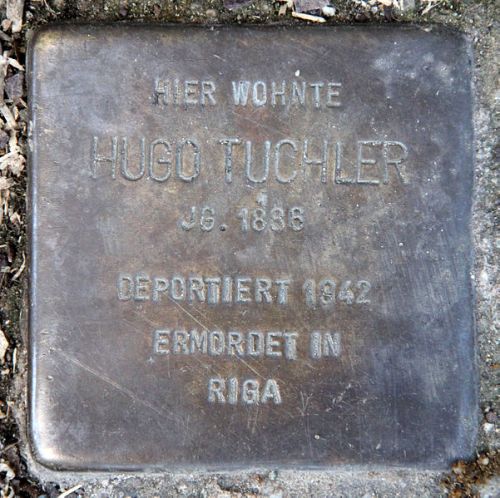 HIER WOHNTE
HUGO TUCHLER
JG. 1886
DEPORTIERT 1942
ERMORDET IN
RIGA